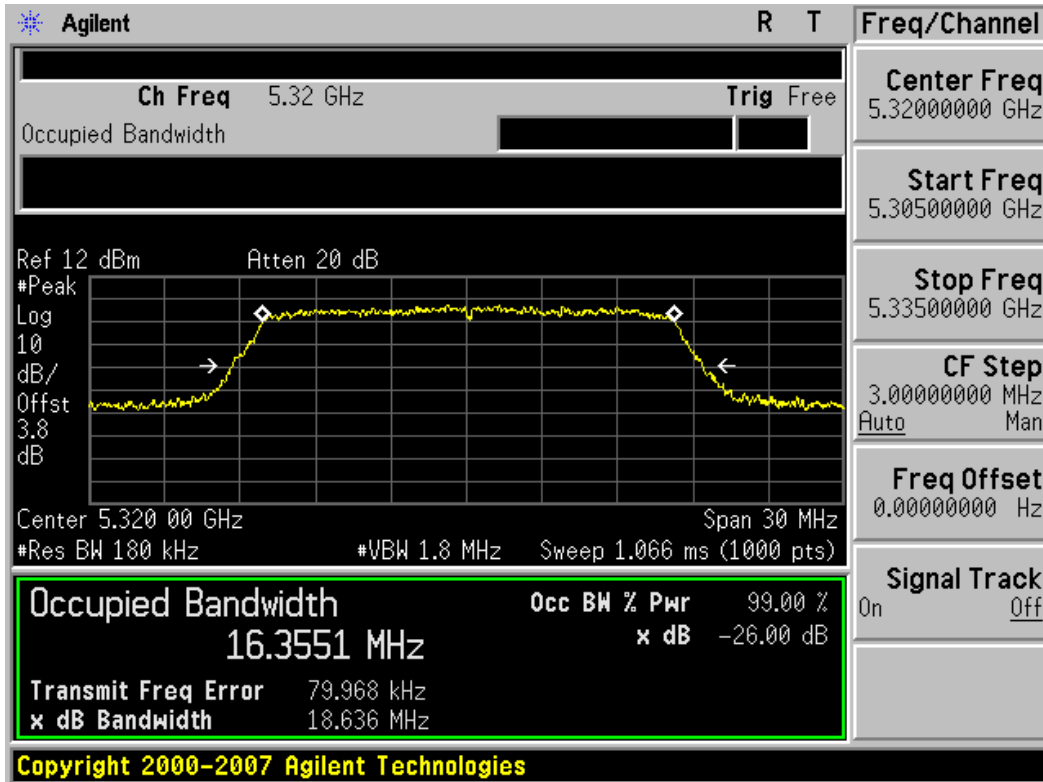 Agilent R T
Ch Freq 5.32 GHz Trig Free
Occupied Bandwidth
Ref 12 dBm Atten 20 dB
#Peak
Log
10
dB/
Offst
3.8
dB
Center 5.320 00 GHz Span 30 MHz
#Res BW 180 kHz #VBW 1.8 MHz Sweep 1.066 ms (1000 pts)
Occupied Bandwidth
16.3551 MHz
Occ BW % Pwr 99.00 %
x dB -26.00 dB
Transmit Freq Error 79.968 kHz
x dB Bandwidth 18.636 MHz
Copyright 2000-2007 Agilent Technologies
Freq/Channel
Center Freq
5.32000000 GHz
Start Freq
5.30500000 GHz
Stop Freq
5.33500000 GHz
CF Step
3.00000000 MHz
Auto Man
Freq Offset
0.00000000 Hz
Signal Track
On Off